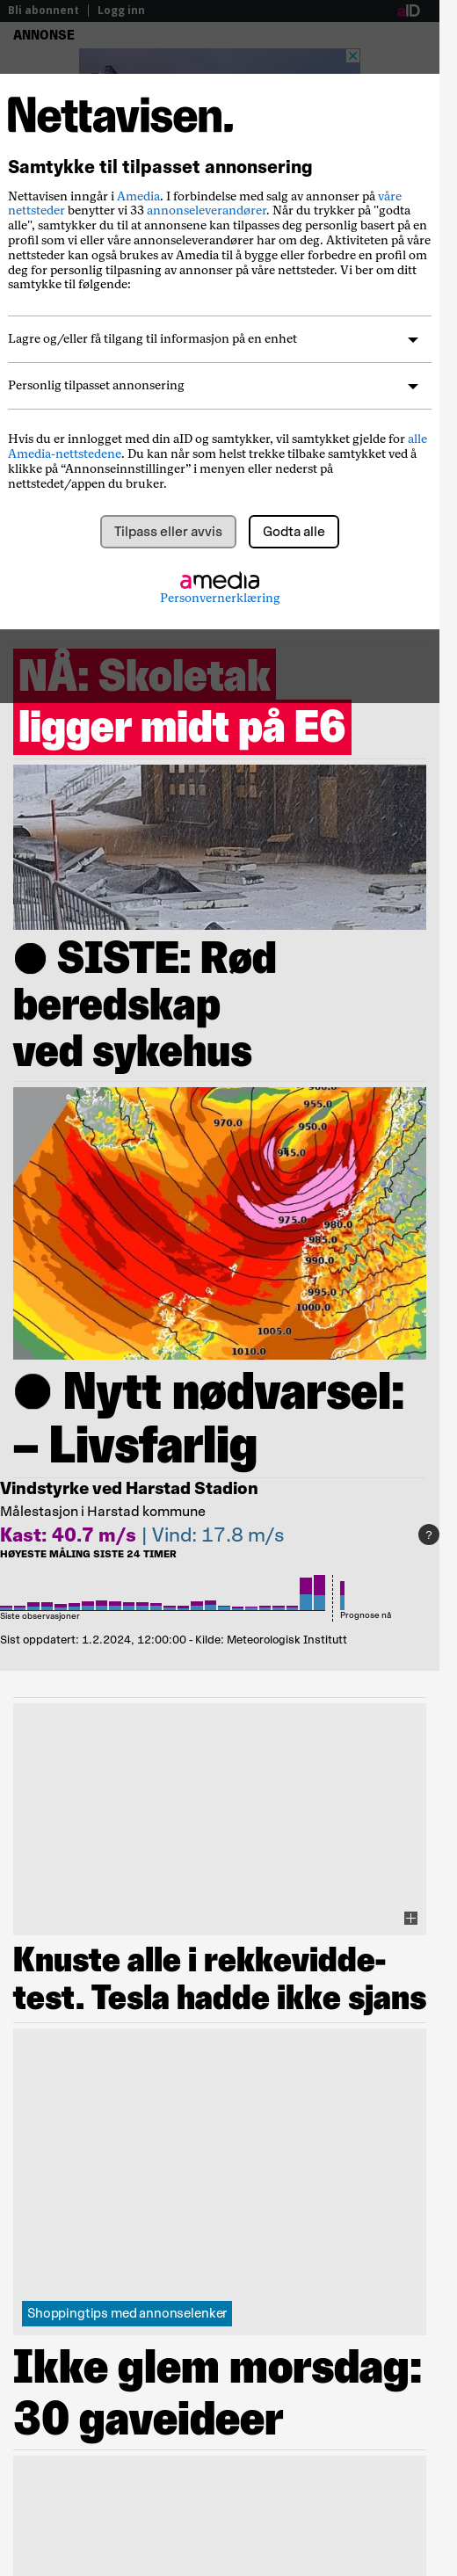 Bli abonnent | Logg inn
aID
ANNONSE
Nettavisen.
Samtykke til tilpasset annonsering
Nettavisen inngår i Amedia. I forbindelse med salg av annonser på våre
nettsteder benytter vi 33 annonseleverandører. Når du trykker på "godta
alle", samtykker du til at annonsene kan tilpasses deg personlig basert på en
profil som vi eller våre annonseleverandører har om deg. Aktiviteten på våre
nettsteder kan også brukes av Amedia til å bygge eller forbedre en profil om
deg for personlig tilpasning av annonser på våre nettsteder. Vi ber om ditt
samtykke til følgende:
Lagre og/eller få tilgang til informasjon på en enhet
Personlig tilpasset annonsering
Hvis du er innlogget med din aID og samtykker, vil samtykket gjelde for alle
Amedia-nettstedene. Du kan når som helst trekke tilbake samtykket ved å
klikke på “Annonseinnstillinger” i menyen eller nederst på
nettstedet/appen du bruker.
Tilpass eller avvis
Godta alle
amedia
Personvernerklæring
NÅ: Skoletak
ligger midt på E6
● SISTE: Rød
beredskap
ved sykehus
955.0
970.0
950.0
945.0
975.0
980.0
985.0
990.0
995.0
1000.0
1005.0
1010.0
● Nytt nødvarsel:
– Livsfarlig
Vindstyrke ved Harstad Stadion
Målestasjon i Harstad kommune
Kast: 40.7 m/s | Vind: 17.8 m/s
?
HØYESTE MÅLING SISTE 24 TIMER
Siste observasjoner
Prognose nå
Sist oppdatert: 1.2.2024, 12:00:00 - Kilde: Meteorologisk Institutt
Knuste alle i rekkevidde-
test. Tesla hadde ikke sjans
Shoppingtips med annonselenker
Ikke glem morsdag:
30 gaveideer